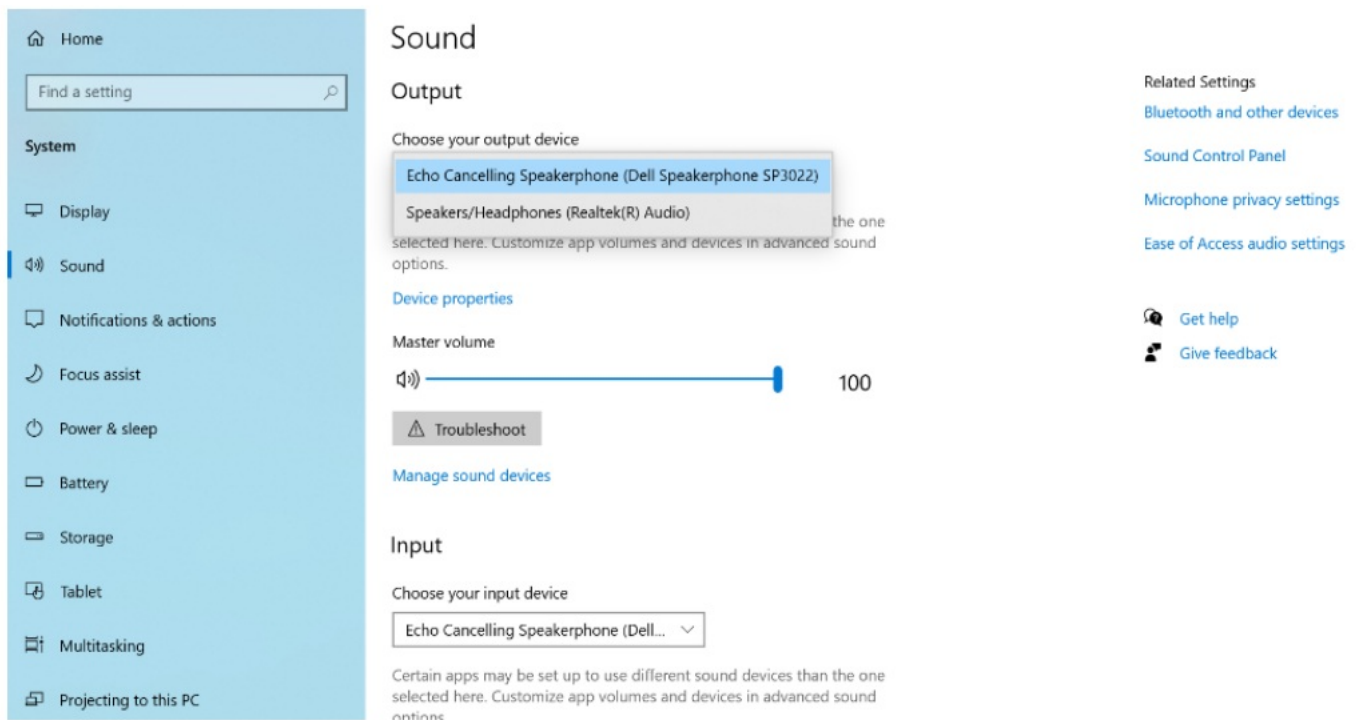 Home
Find a setting
System
Display
Sound
Notifications & actions
Focus assist
Power & sleep
Battery
Storage
Tablet
Multitasking
Projecting to this PC
Sound
Output
Choose your output device
Echo Cancelling Speakerphone (Dell Speakerphone SP3022)
Speakers/Headphones (Realtek(R) Audio)
the one
selected here. Customize app volumes and devices in advanced sound
options.
Device properties
Master volume
100
Troubleshoot
Manage sound devices
Input
Choose your input device
Echo Cancelling Speakerphone (Dell...
Certain apps may be set up to use different sound devices than the one
selected here. Customize app volumes and devices in advanced sound
options
Related Settings
Bluetooth and other devices
Sound Control Panel
Microphone privacy settings
Ease of Access audio settings
Get help
Give feedback